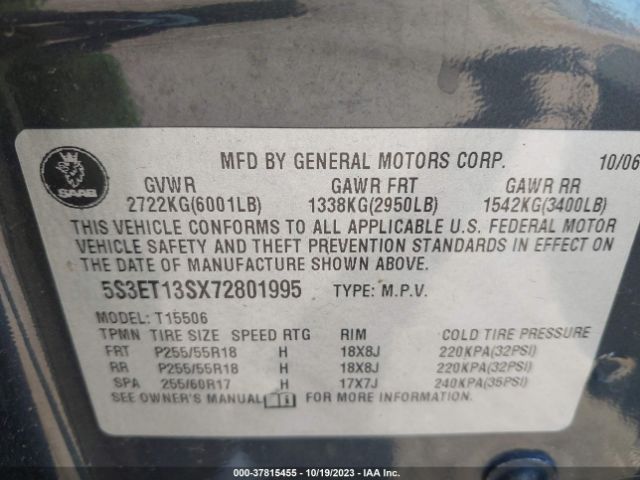 MFD BY GENERAL MOTORS CORP. 10/06
SAAB
GVWR GAWR FRT GAWR RR
2722KG(6001LB) 1338KG(2950LB) 1542KG(3400LB)
THIS VEHICLE CONFORMS TO ALL APPLICABLE U.S. FEDERAL MOTOR
VEHICLE SAFETY AND THEFT PREVENTION STANDARDS IN EFFECT ON
THE DATE OF MANUFACTURE SHOWN ABOVE.
5S3ET13SX72801995 TYPE: M.P.V.
MODEL: T15506
TPMN TIRE SIZE SPEED RTG RIM COLD TIRE PRESSURE
FRT P255/55R18 H 18X8J 220KPA(32PSI)
RR P255/55R18 H 18X8J 220KPA(32PSI)
SPA 255/60R17 H 17X7J 240KPA(35PSI)
SEE OWNER'S MANUAL FOR MORE INFORMATION.
© 37815455 - 10/19/2023 - IAA Inc.